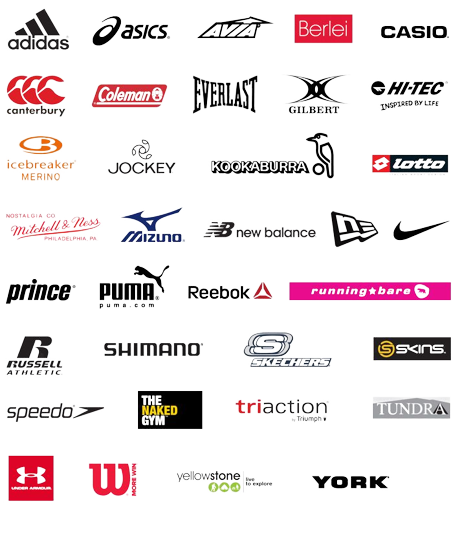 adidas
asics
AVIA
Berlei
CASIO
canterbury
Coleman
EVERLAST
GILBERT
HI-TEC
INSPIRED BY LIFE
icebreaker
MERINO
JOCKEY
KOOKABURRA
lotto
NOSTALGIA CO.
Mitchell & Ness
PHILADELPHIA, PA.
MIZUNO
new balance
prince
PUMA
puma.com
Reebok
running★bare
R
RUSSELL
ATHLETIC
SHIMANO
S
SKECHERS
S SKINS
speedo
THE
NAKED
GYM
triaction
by Triumph
TUNDRA
UNDER ARMOUR
W
MORE WIN
yellowstone
live
to explore
YORK